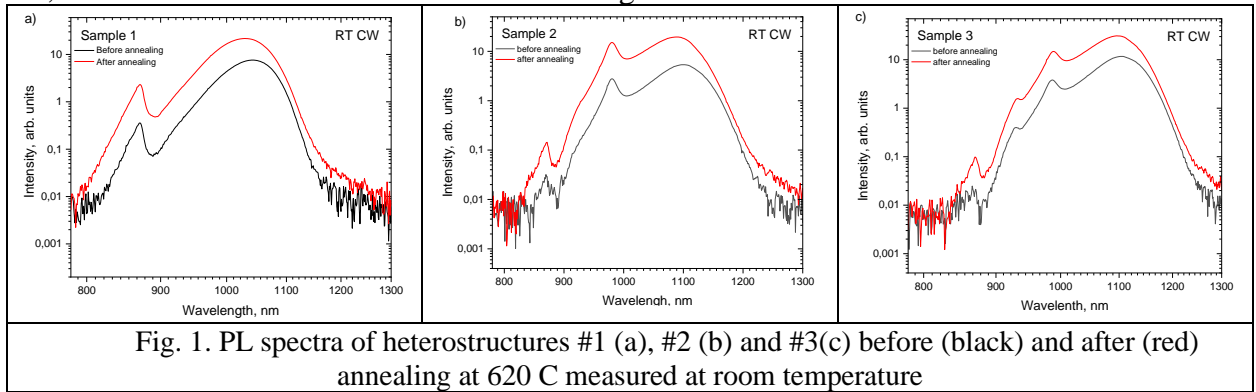 a)
Sample 1
Before annealing
After annealing
RT CW
Intensity, arb. units
10
1
0,1
0,01
0,001
800 900 1000 1100 1200 1300
Wavelength, nm
b)
Sample 2
before annealing
after annealing
RT CW
Intensity, arb. units
10
1
0,1
0,01
0,001
800 900 1000 1100 1200 1300
Wavelength, nm
c)
Sample 3
before annealing
after annealing
RT CW
Intensity, arb. units
10
1
0,1
0,01
0,001
800 900 1000 1100 1200 1300
Wavelenth, nm
Fig. 1. PL spectra of heterostructures #1 (a), #2 (b) and #3(c) before (black) and after (red)
annealing at 620 C measured at room temperature